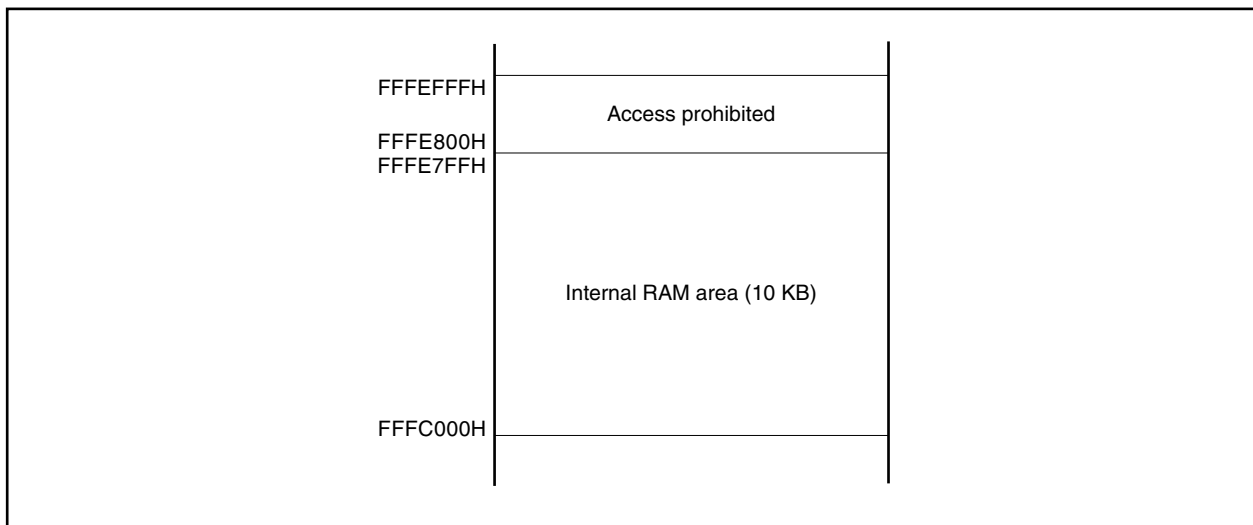 FFFEFFFH
Access prohibited
FFFE800H
FFFE7FFH
Internal RAM area (10 KB)
FFFC000H